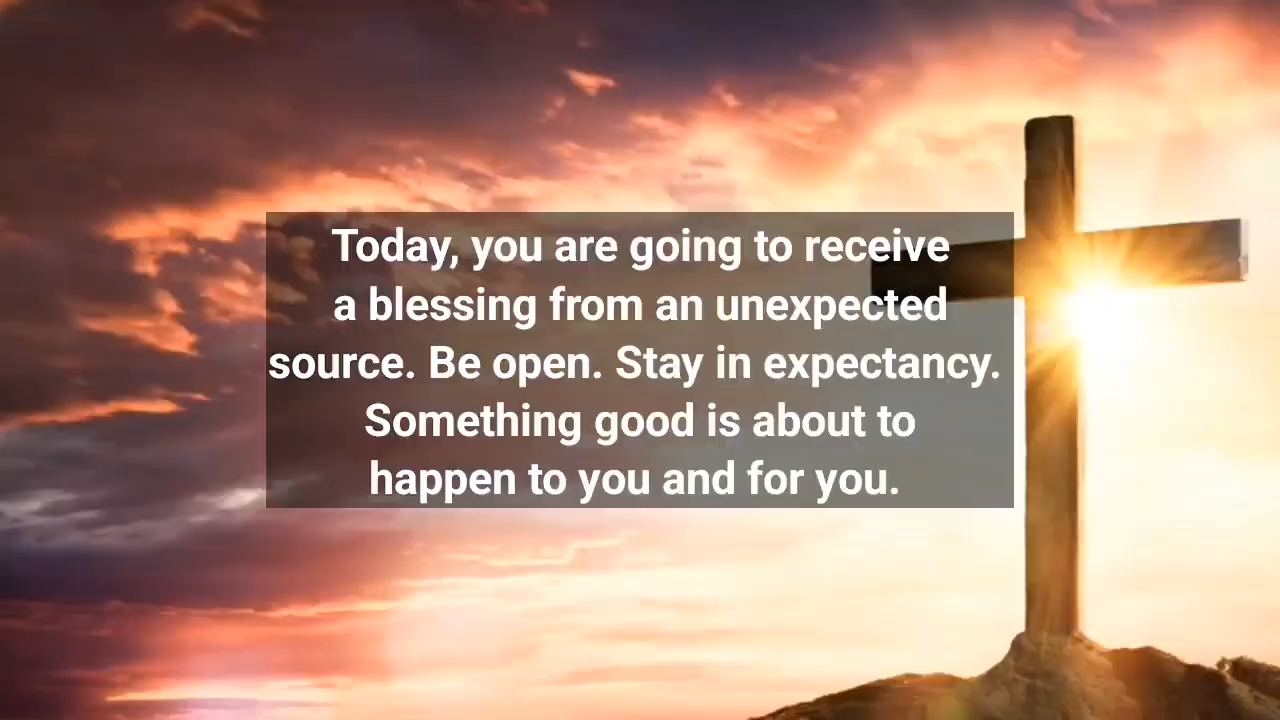 Today, you are going to receive
a blessing from an unexpected
source. Be open. Stay in expectancy.
Something good is about to
happen to you and for you.